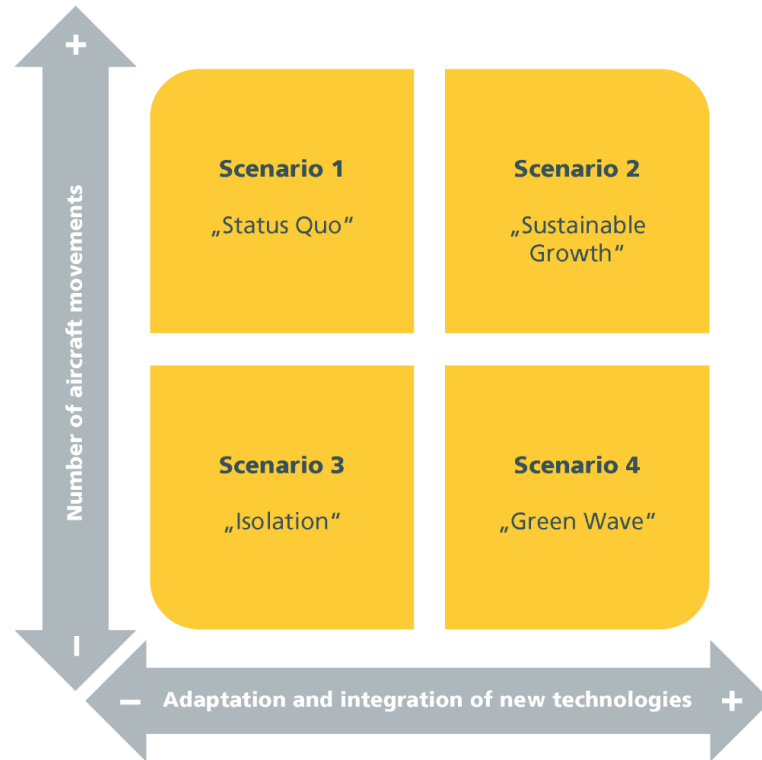 +
Number of aircraft movements
−
Scenario 1
„Status Quo“
Scenario 2
„Sustainable
Growth“
Scenario 3
„Isolation“
Scenario 4
„Green Wave“
− Adaptation and integration of new technologies +